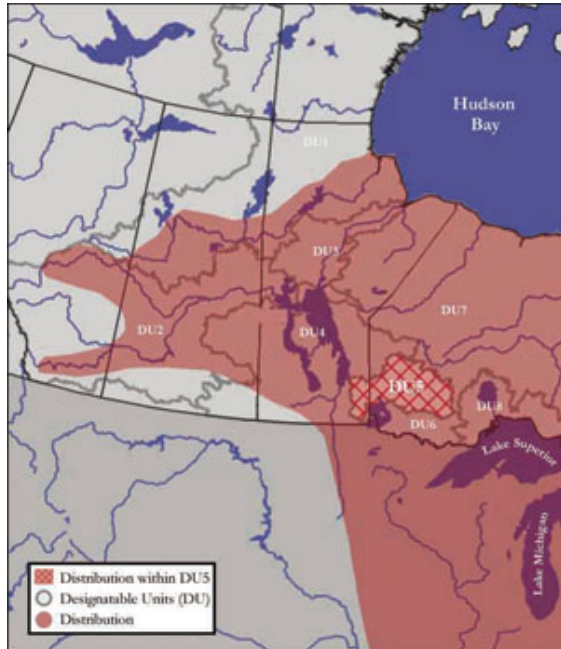 Hudson
Bay
DU1
DU3
DU2
DU4
DU7
DU5
DU6
DU8
Lake Superior
Lake Michigan
Distribution within DU5
Designatable Units (DU)
Distribution